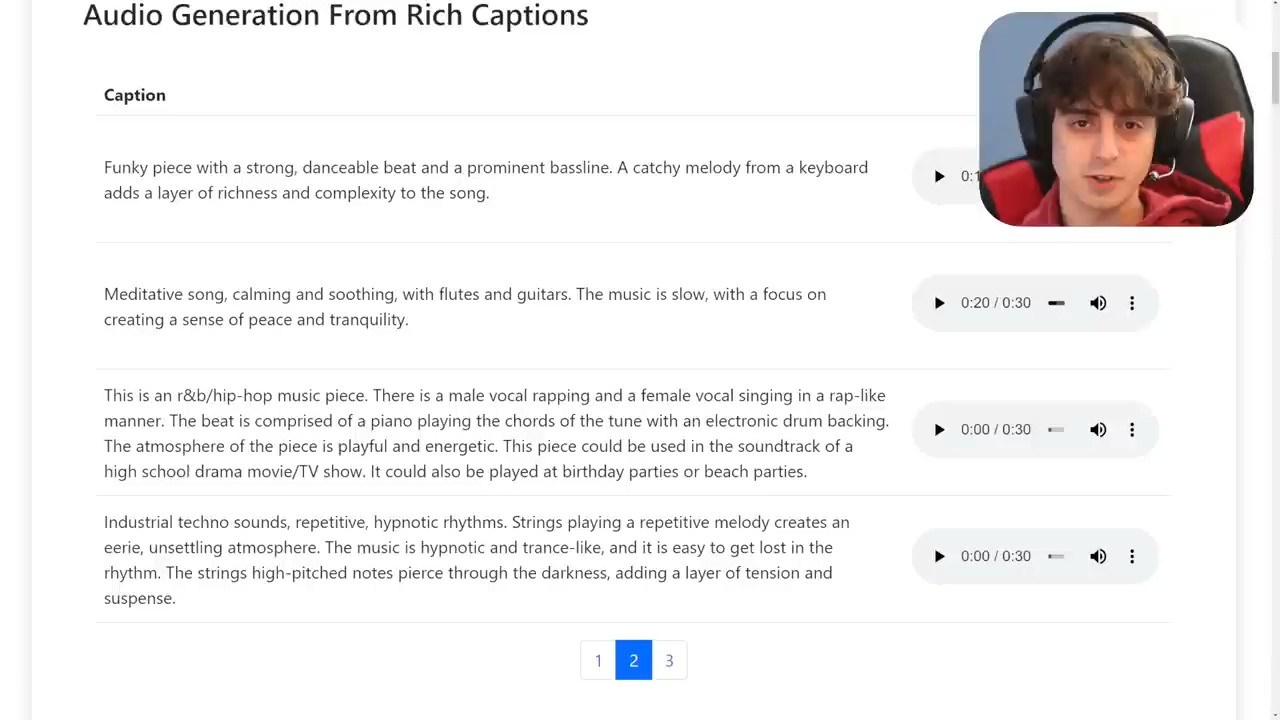 Audio Generation From Rich Captions
Caption
Funky piece with a strong, danceable beat and a prominent bassline. A catchy melody from a keyboard
adds a layer of richness and complexity to the song.
0:1
Meditative song, calming and soothing, with flutes and guitars. The music is slow, with a focus on
creating a sense of peace and tranquility.
0:20 / 0:30
This is an r&b/hip-hop music piece. There is a male vocal rapping and a female vocal singing in a rap-like
manner. The beat is comprised of a piano playing the chords of the tune with an electronic drum backing.
The atmosphere of the piece is playful and energetic. This piece could be used in the soundtrack of a
high school drama movie/TV show. It could also be played at birthday parties or beach parties.
0:00 / 0:30
Industrial techno sounds, repetitive, hypnotic rhythms. Strings playing a repetitive melody creates an
eerie, unsettling atmosphere. The music is hypnotic and trance-like, and it is easy to get lost in the
rhythm. The strings high-pitched notes pierce through the darkness, adding a layer of tension and
suspense.
0:00 / 0:30
1 2 3